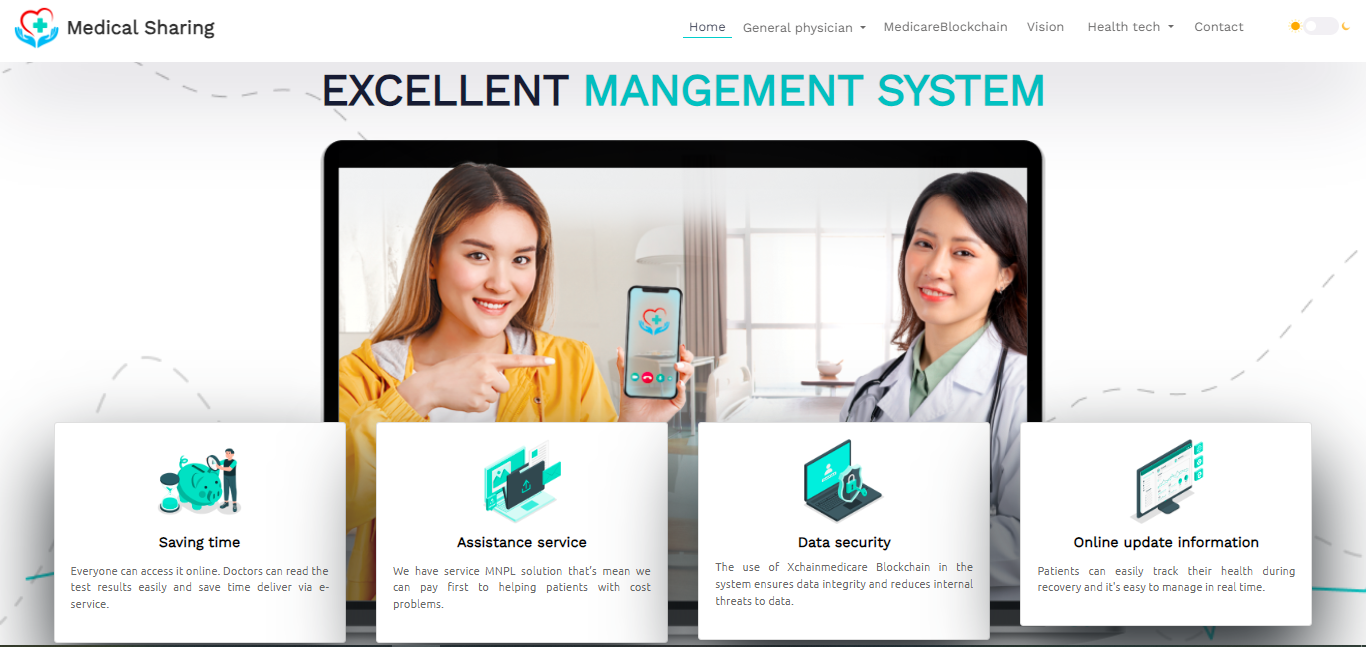 Medical Sharing
Home General physician MedicareBlockchain Vision Health tech Contact
EXCELLENT MANGEMENT SYSTEM
Saving time
Everyone can access it online. Doctors can read the
test results easily and save time deliver via e-
service.
Assistance service
We have service MNPL solution that's mean we
can pay first to helping patients with cost
problems.
Data security
The use of Xchainmedicare Blockchain in the
system ensures data integrity and reduces internal
threats to data.
Online update information
Patients can easily track their health during
recovery and it's easy to manage in real time.